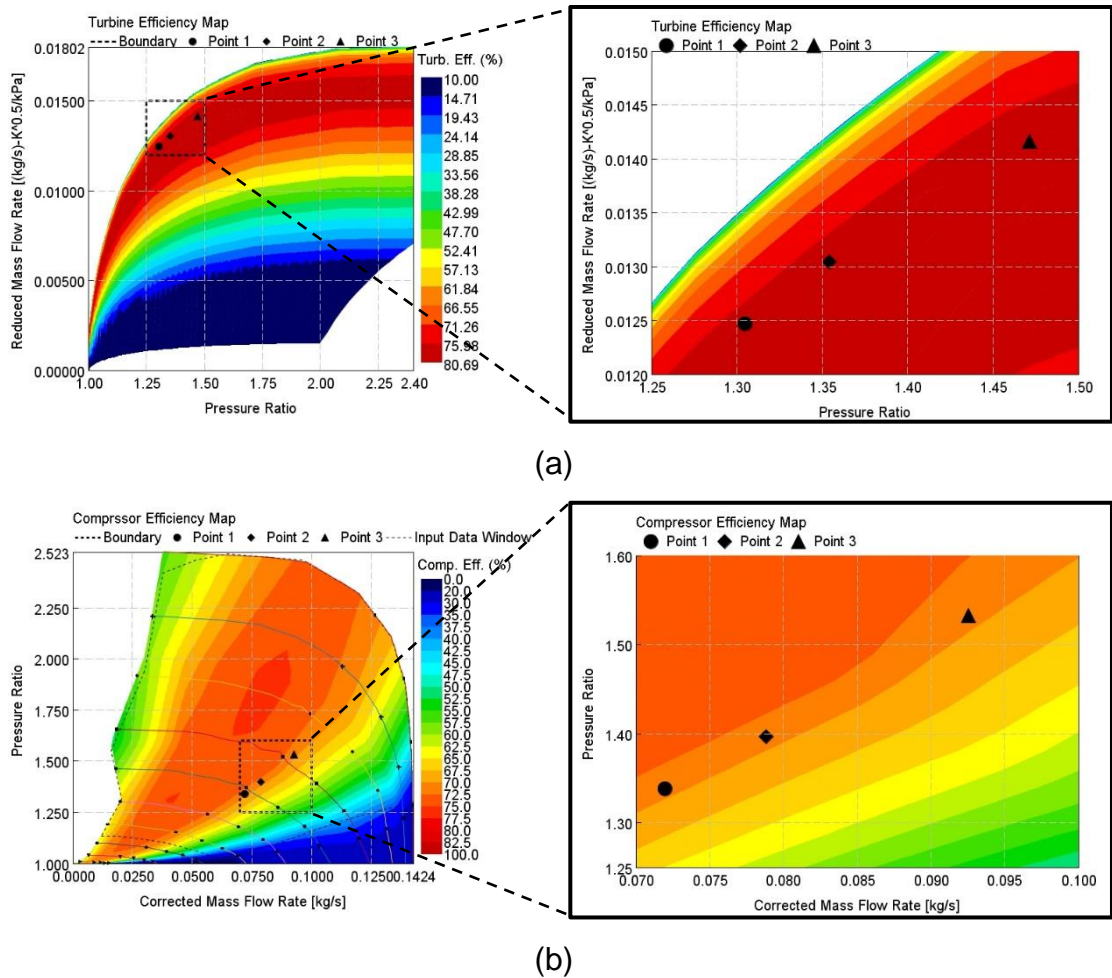 Turbine Efficiency Map
Boundary Point 1 Point 2 Point 3
Turb. Eff. (%)
0.01802
0.01500
0.01000
0.00500
0.00000
Reduced Mass Flow Rate [(kg/s)-K^0.5/kPa]
1.00 1.25 1.50 2.00 2.25 2.40
Pressure Ratio
10.00
14.71
19.43
24.14
28.85
33.56
38.28
42.99
47.70
52.41
57.13
61.84
66.55
71.26
75.98
80.69
Turbine Efficiency Map
Point 1 Point 2 Point 3
0.0150
0.0145
0.0140
0.0135
0.0130
0.0125
0.0120
Reduced Mass Flow Rate [(kg/s)-K^0.5/kPa]
1.25 1.30 1.35 1.40 1.45 1.50
Pressure Ratio
(a)
Comprssor Efficiency Map
Boundary Point 1 Point 2 Point 3 Input Data Window
Comp. Eff. (%)
2.523
2.250
2.000
1.750
1.500
1.250
1.000
Pressure Ratio
0.0000 0.0250 0.0500 0.0750 0.1000 0.1250 0.1424
Corrected Mass Flow Rate [kg/s]
0.0
20.0
30.0
35.0
37.5
40.0
42.5
45.0
47.5
50.0
52.5
55.0
57.5
60.0
62.5
65.0
67.5
70.0
72.5
75.0
77.5
80.0
82.5
100.0
Compressor Efficiency Map
Point 1 Point 2 Point 3
1.60
1.50
1.40
1.30
1.25
Pressure Ratio
0.070 0.075 0.080 0.085 0.090 0.095 0.100
Corrected Mass Flow Rate [kg/s]
(b)